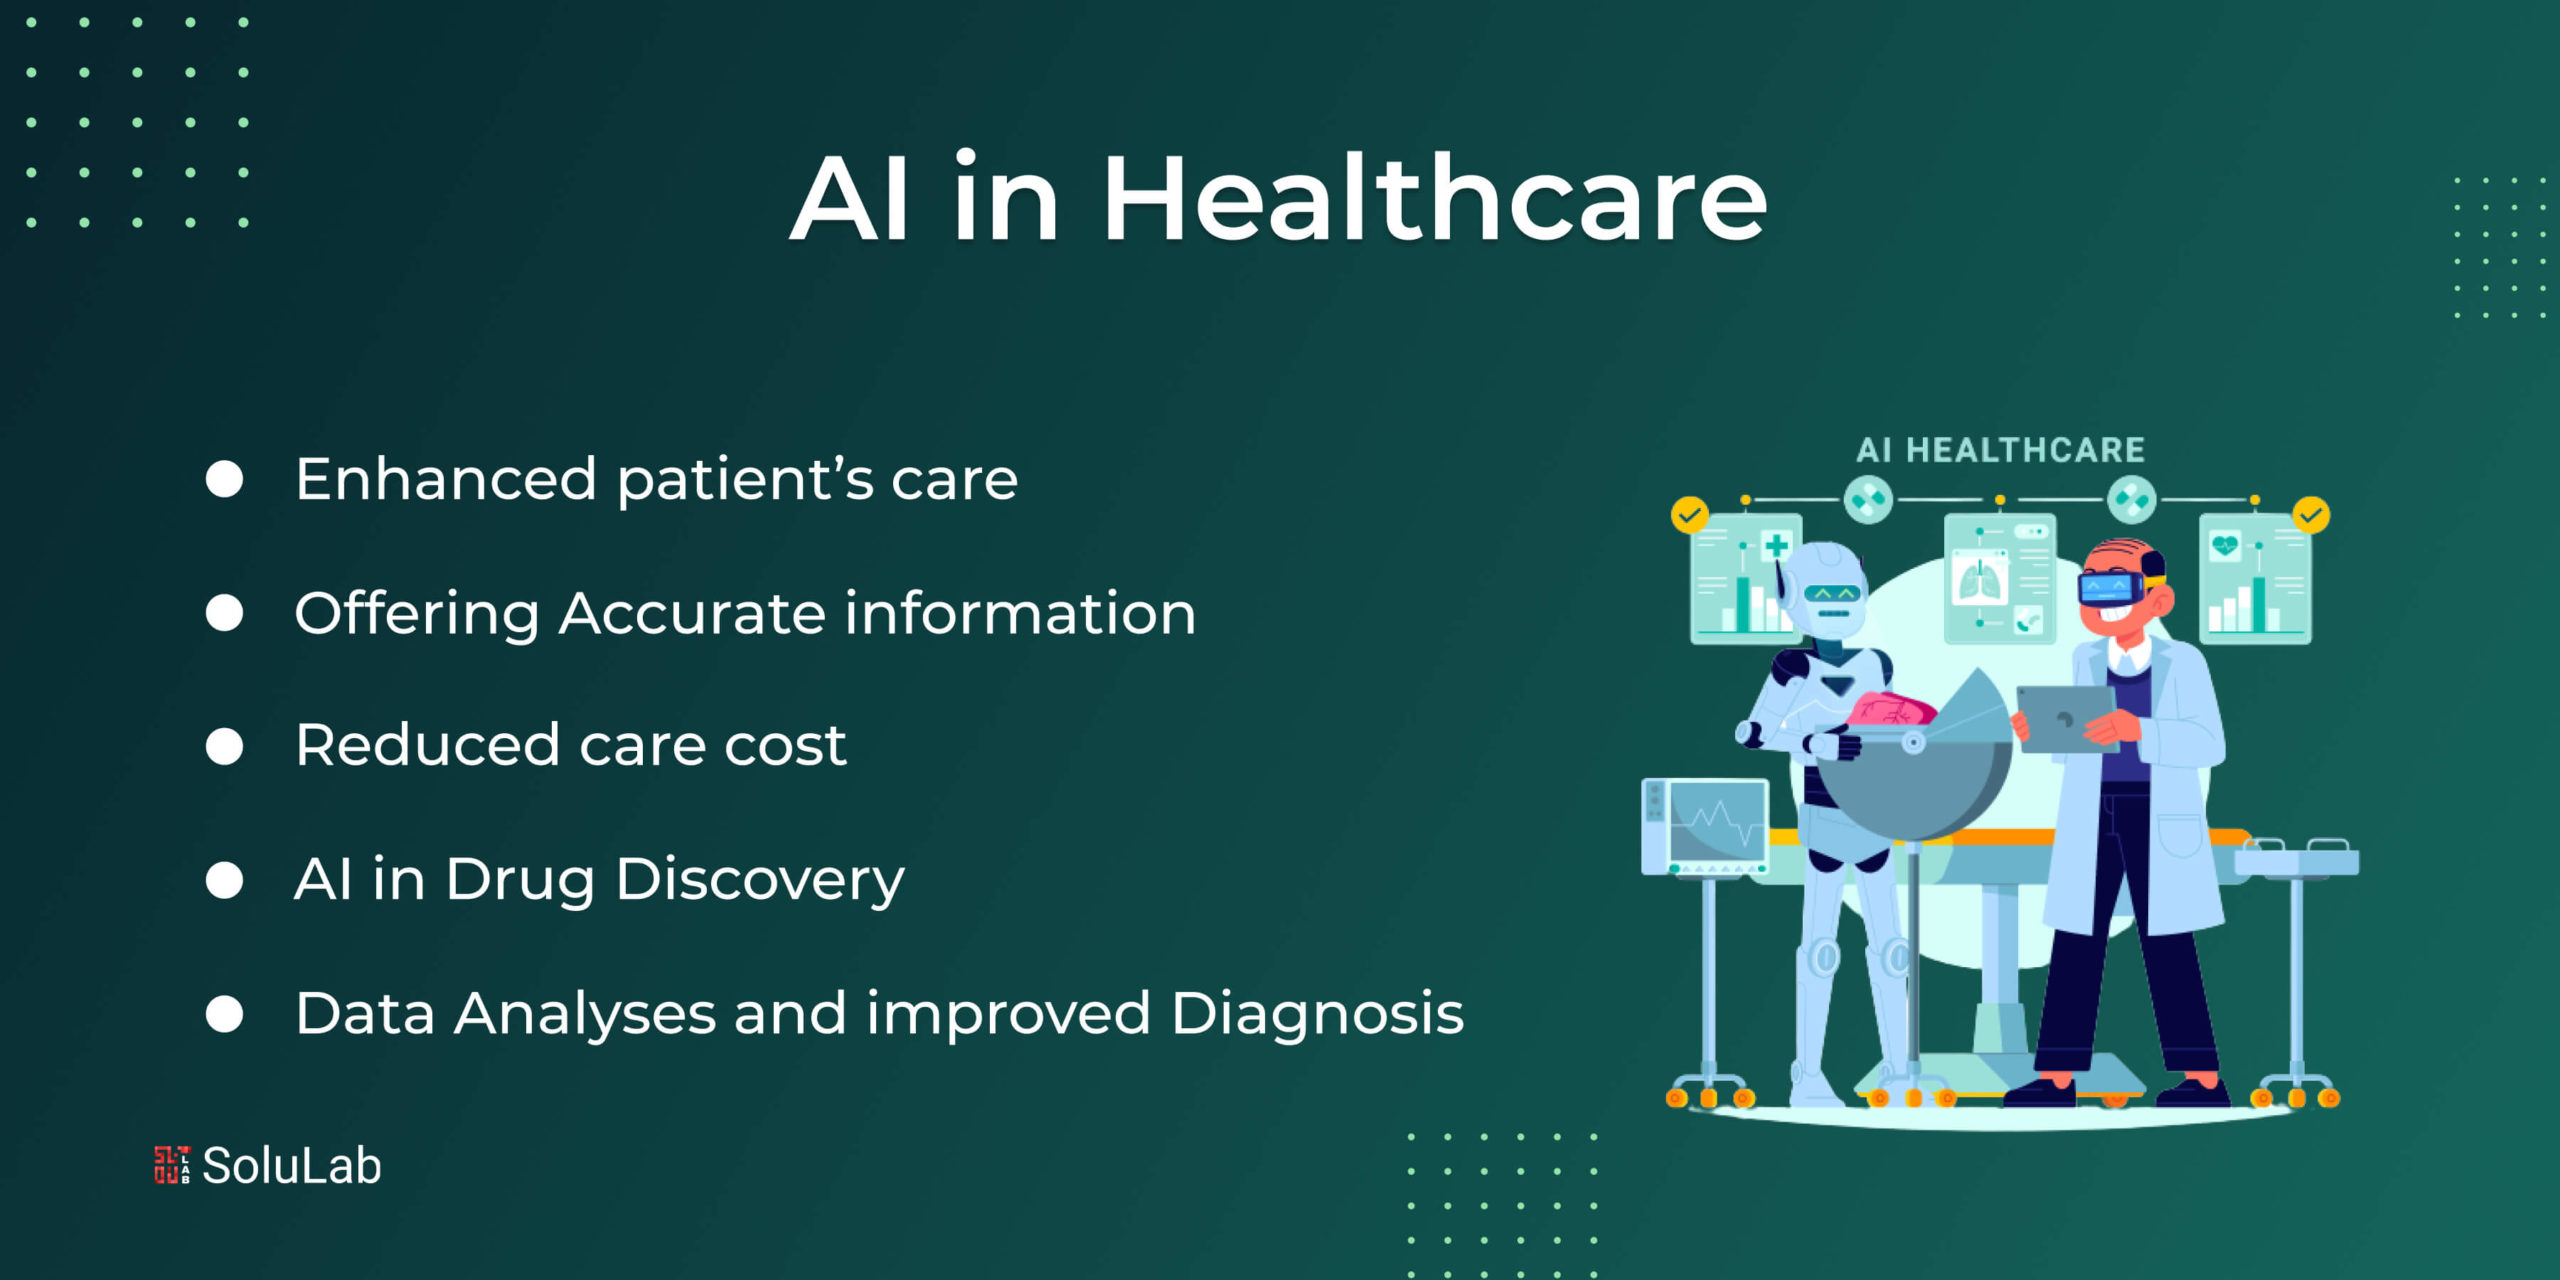 AI in Healthcare
Enhanced patient’s care
Offering Accurate information
Reduced care cost
AI in Drug Discovery
Data Analyses and improved Diagnosis
AI HEALTHCARE
SOLULAB
SoluLab